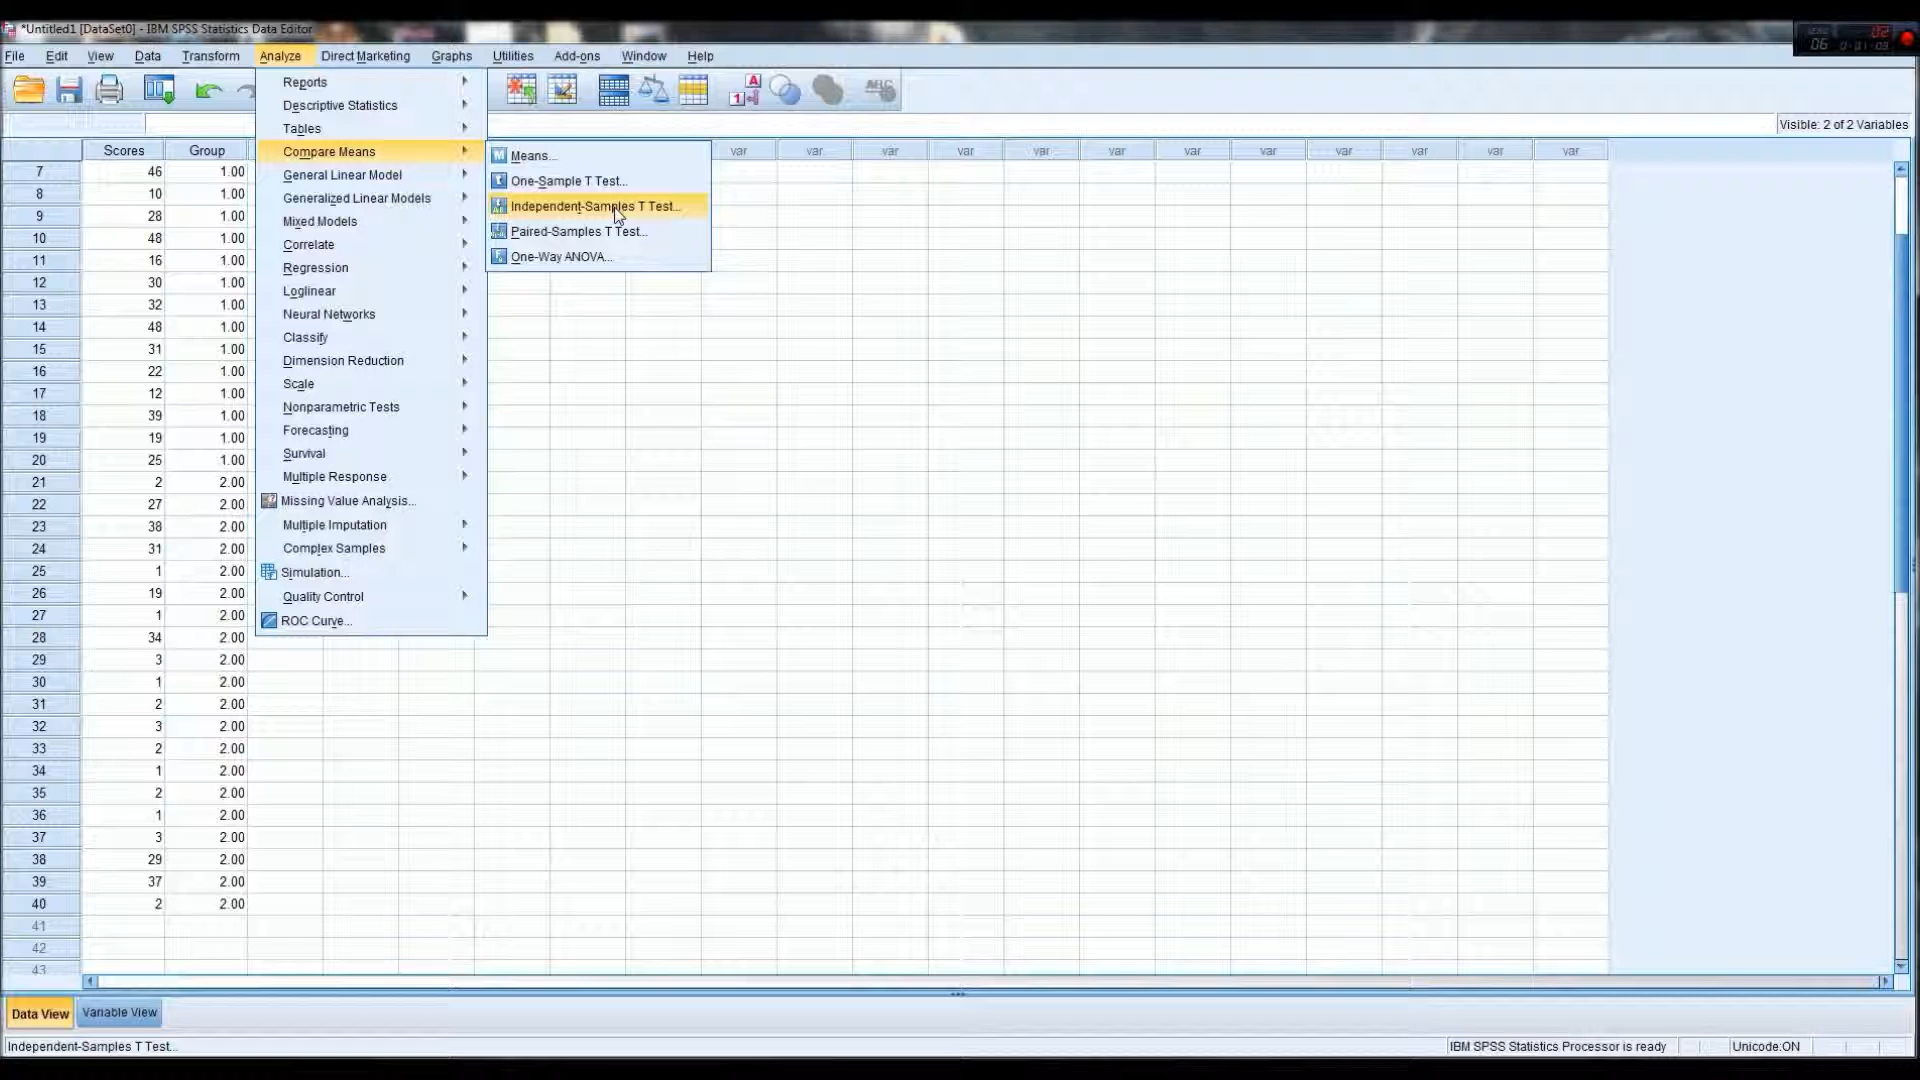 *Untitled1 [DataSet0] - IBM SPSS Statistics Data Editor
File Edit View Data Transform Analyze Direct Marketing Graphs Utilities Add-ons Window Help
Visible: 2 of 2 Variables
Reports
Descriptive Statistics
Tables
Compare Means
General Linear Model
Generalized Linear Models
Mixed Models
Correlate
Regression
Loglinear
Neural Networks
Classify
Dimension Reduction
Scale
Nonparametric Tests
Forecasting
Survival
Multiple Response
Missing Value Analysis...
Multiple Imputation
Complex Samples
Simulation...
Quality Control
ROC Curve...
Means...
One-Sample T Test...
Independent-Samples T Test...
Paired-Samples T Test...
One-Way ANOVA...
Scores Group var var var var var var var var var var var var
7 46 1.00
8 10 1.00
9 28 1.00
10 48 1.00
11 16 1.00
12 30 1.00
13 32 1.00
14 48 1.00
15 31 1.00
16 22 1.00
17 12 1.00
18 39 1.00
19 19 1.00
20 25 1.00
21 2 2.00
22 27 2.00
23 38 2.00
24 31 2.00
25 1 2.00
26 19 2.00
27 1 2.00
28 34 2.00
29 3 2.00
30 1 2.00
31 2 2.00
32 3 2.00
33 2 2.00
34 1 2.00
35 2 2.00
36 1 2.00
37 3 2.00
38 29 2.00
39 37 2.00
40 2 2.00
41
42
43
Data View Variable View
Independent-Samples T Test... IBM SPSS Statistics Processor is ready Unicode:ON